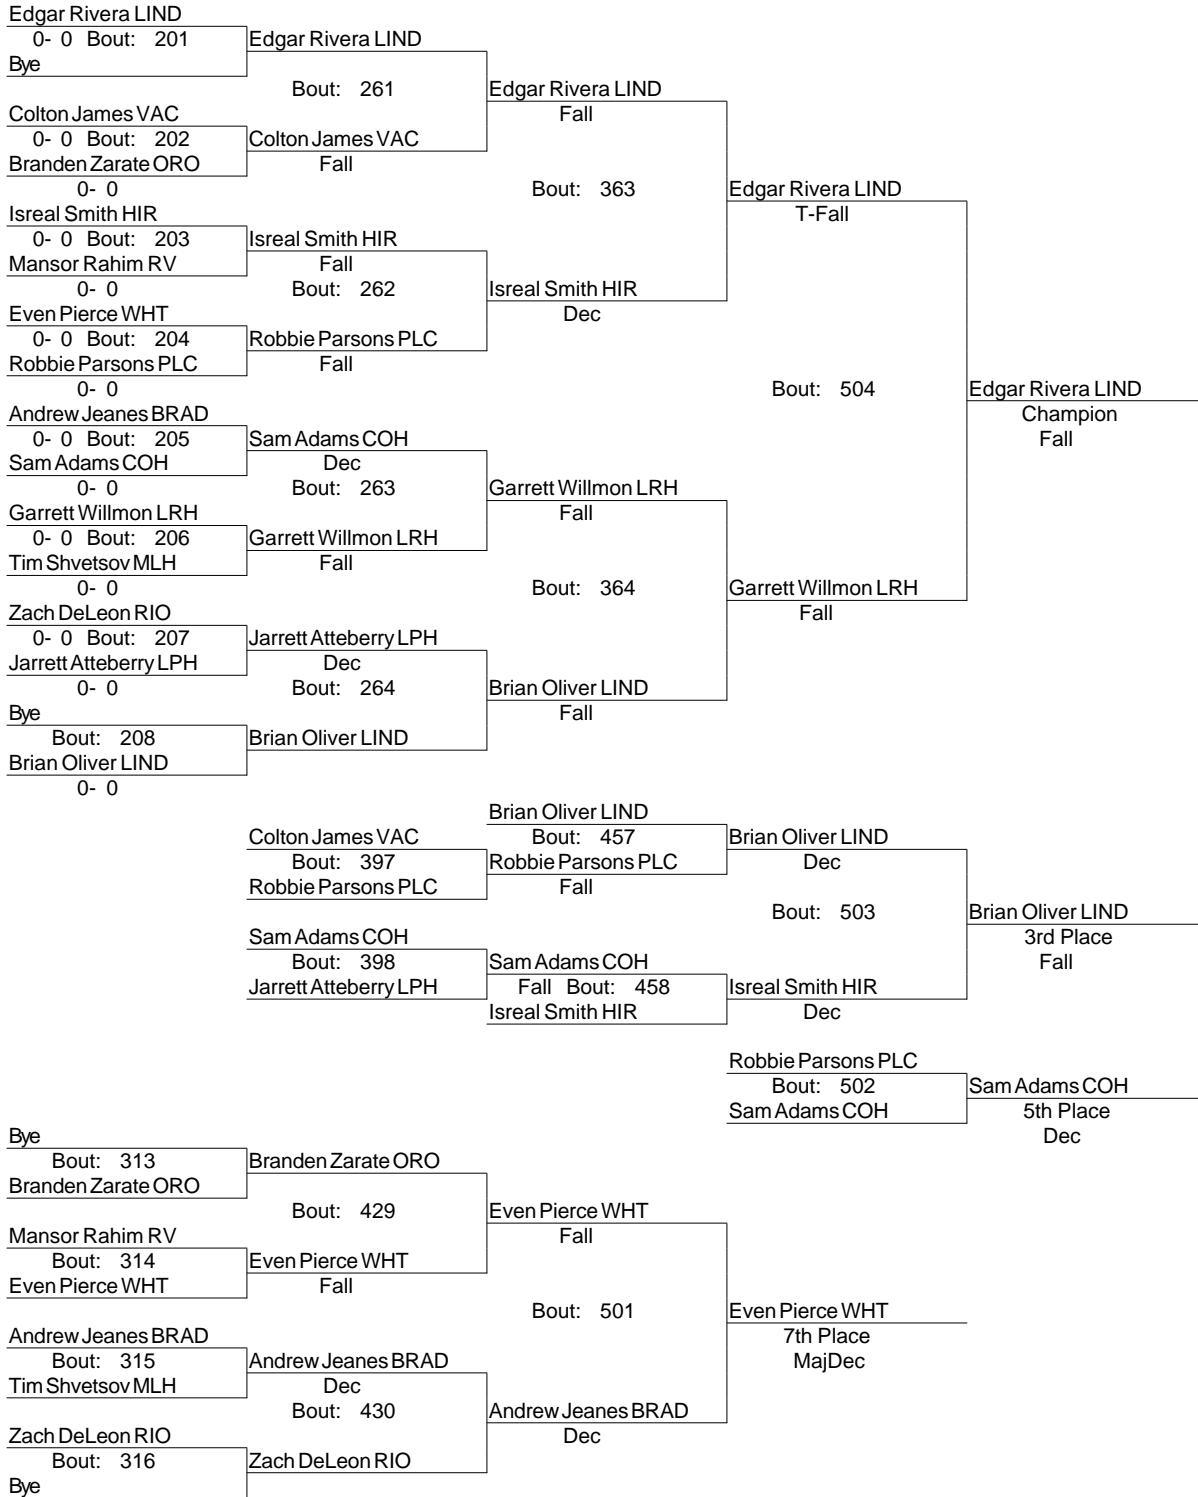 Edgar Rivera LIND
0- 0 Bout: 201 Edgar Rivera LIND
Bye
Bout: 261 Edgar Rivera LIND
Colton James VAC Fall
0- 0 Bout: 202 Colton James VAC
Branden Zarate ORO Fall
0- 0 Bout: 363 Edgar Rivera LIND
Isreal Smith HIR T-Fall
0- 0 Bout: 203 Isreal Smith HIR
Mansor Rahim RV Fall
0- 0 Bout: 262 Isreal Smith HIR
Even Pierce WHT Dec
0- 0 Bout: 204 Robbie Parsons PLC
Robbie Parsons PLC Fall
0- 0 Bout: 504 Edgar Rivera LIND
Andrew Jeanes BRAD Champion
0- 0 Bout: 205 Sam Adams COH Fall
Sam Adams COH Dec
0- 0 Bout: 263 Garrett Willmon LRH
Garrett Willmon LRH Fall
0- 0 Bout: 206 Garrett Willmon LRH
Tim Shvetsov MLH Fall
0- 0 Bout: 364 Garrett Willmon LRH
Zach DeLeon RIO Fall
0- 0 Bout: 207 Jarrett Atteberry LPH
Jarrett Atteberry LPH Dec
0- 0 Bout: 264 Brian Oliver LIND
Bye Fall
Bout: 208 Brian Oliver LIND
Brian Oliver LIND
0- 0
Brian Oliver LIND
Colton James VAC Bout: 457 Brian Oliver LIND
Bout: 397 Robbie Parsons PLC Dec
Robbie Parsons PLC Fall
Bout: 503 Brian Oliver LIND
Sam Adams COH 3rd Place
Bout: 398 Sam Adams COH Fall
Jarrett Atteberry LPH Fall Bout: 458 Isreal Smith HIR
Isreal Smith HIR Dec
Robbie Parsons PLC
Bout: 502 Sam Adams COH
Sam Adams COH 5th Place
Bye Dec
Bout: 313 Branden Zarate ORO
Branden Zarate ORO
Bout: 429 Even Pierce WHT
Mansor Rahim RV Fall
Bout: 314 Even Pierce WHT
Even Pierce WHT Fall
Bout: 501 Even Pierce WHT
Andrew Jeanes BRAD 7th Place
Bout: 315 Andrew Jeanes BRAD MajDec
Tim Shvetsov MLH Dec
Bout: 430 Andrew Jeanes BRAD
Zach DeLeon RIO Dec
Bout: 316 Zach DeLeon RIO
Bye